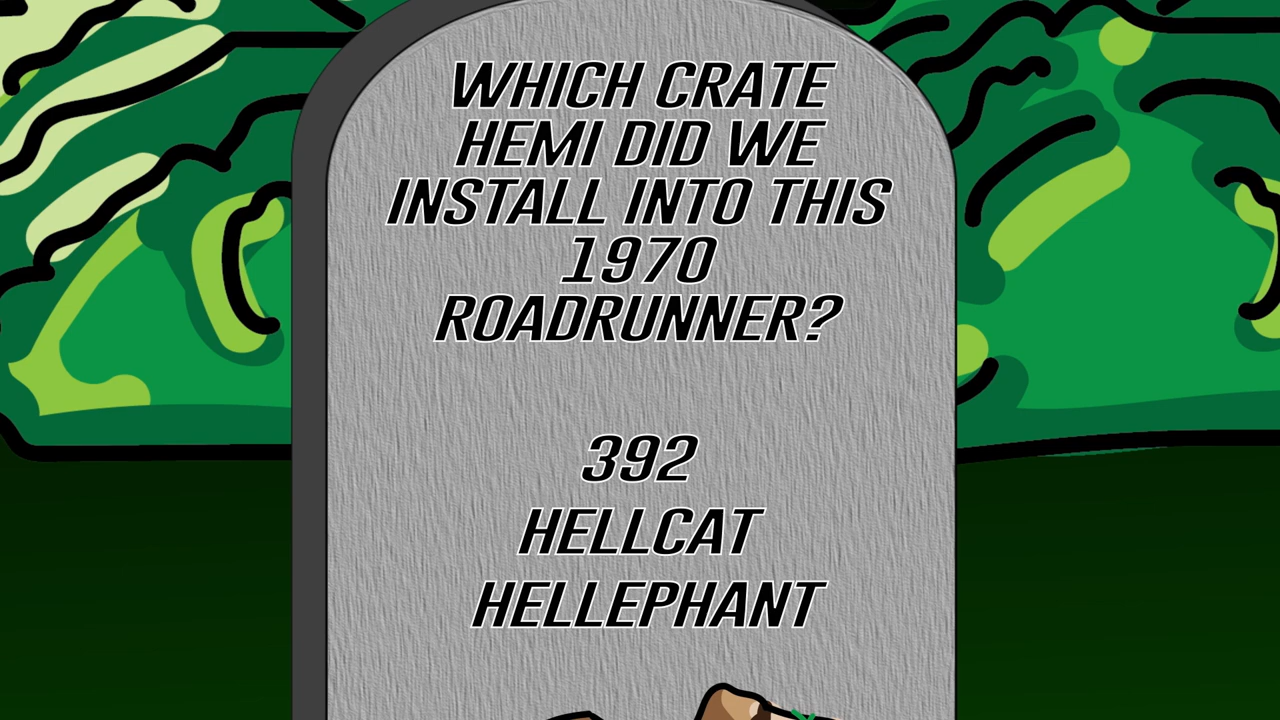 WHICH CRATE
HEMI DID WE
INSTALL INTO THIS
1970
ROADRUNNER?
392
HELLCAT
HELLEPHANT